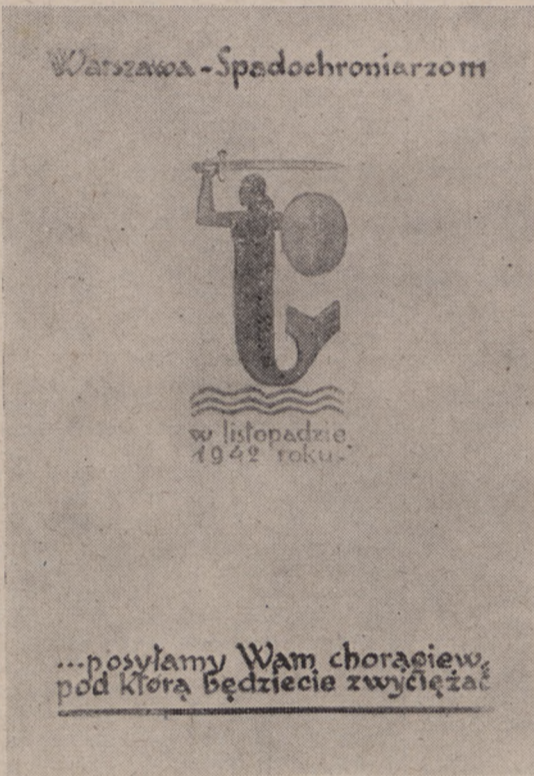 Warszawa - Spadochroniarzom
w listopadzie
1942 roku.
...posyłamy Wam chorągiew,
pod którą będziecie zwyciężać